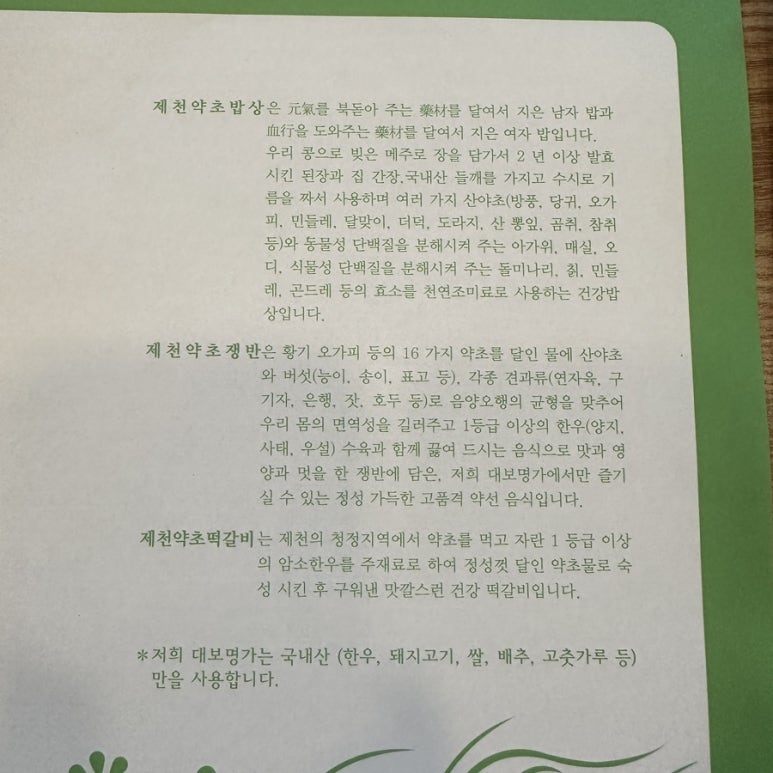 제천약초밥상은 元氣를 북돋아 주는 藥材를 달여서 지은 남자 밥과
血行을 도와주는 藥材를 달여서 지은 여자 밥입니다.
우리 콩으로 빚은 메주로 장을 담가서 2 년 이상 발효
시킨 된장과 집 간장.국내산 들깨를 가지고 수시로 기
름을 짜서 사용하며 여러 가지 산야초(방풍, 당귀, 오가
피, 민들레, 달맞이, 더덕, 도라지, 산 뽕잎, 곰취, 참취
등)와 동물성 단백질을 분해시켜 주는 아가위, 매실, 오
디, 식물성 단백질을 분해시켜 주는 돌미나리, 칡, 민들
레, 곤드레 등의 효소를 천연조미료로 사용하는 건강밥
상입니다.
제천약초쟁반은 황기 오가피 등의 16 가지 약초를 달인 물에 산야초
와 버섯(능이, 송이, 표고 등), 각종 견과류(연자육, 구
기자, 은행, 잣, 호두 등)로 음양오행의 균형을 맞추어
우리 몸의 면역성을 길러주고 1등급 이상의 한우(양지,
사태, 우설) 수육과 함께 끓여 드시는 음식으로 맛과 영
양과 멋을 한 쟁반에 담은, 저희 대보명가에서만 즐기
실 수 있는 정성 가득한 고품격 약선 음식입니다.
제천약초떡갈비는 제천의 청정지역에서 약초를 먹고 자란 1 등급 이상
의 암소한우를 주재료로 하여 정성껏 달인 약초물로 숙
성 시킨 후 구워낸 맛깔스런 건강 떡갈비입니다.
*저희 대보명가는 국내산 (한우, 돼지고기, 쌀, 배추, 고춧가루 등)
만을 사용합니다.